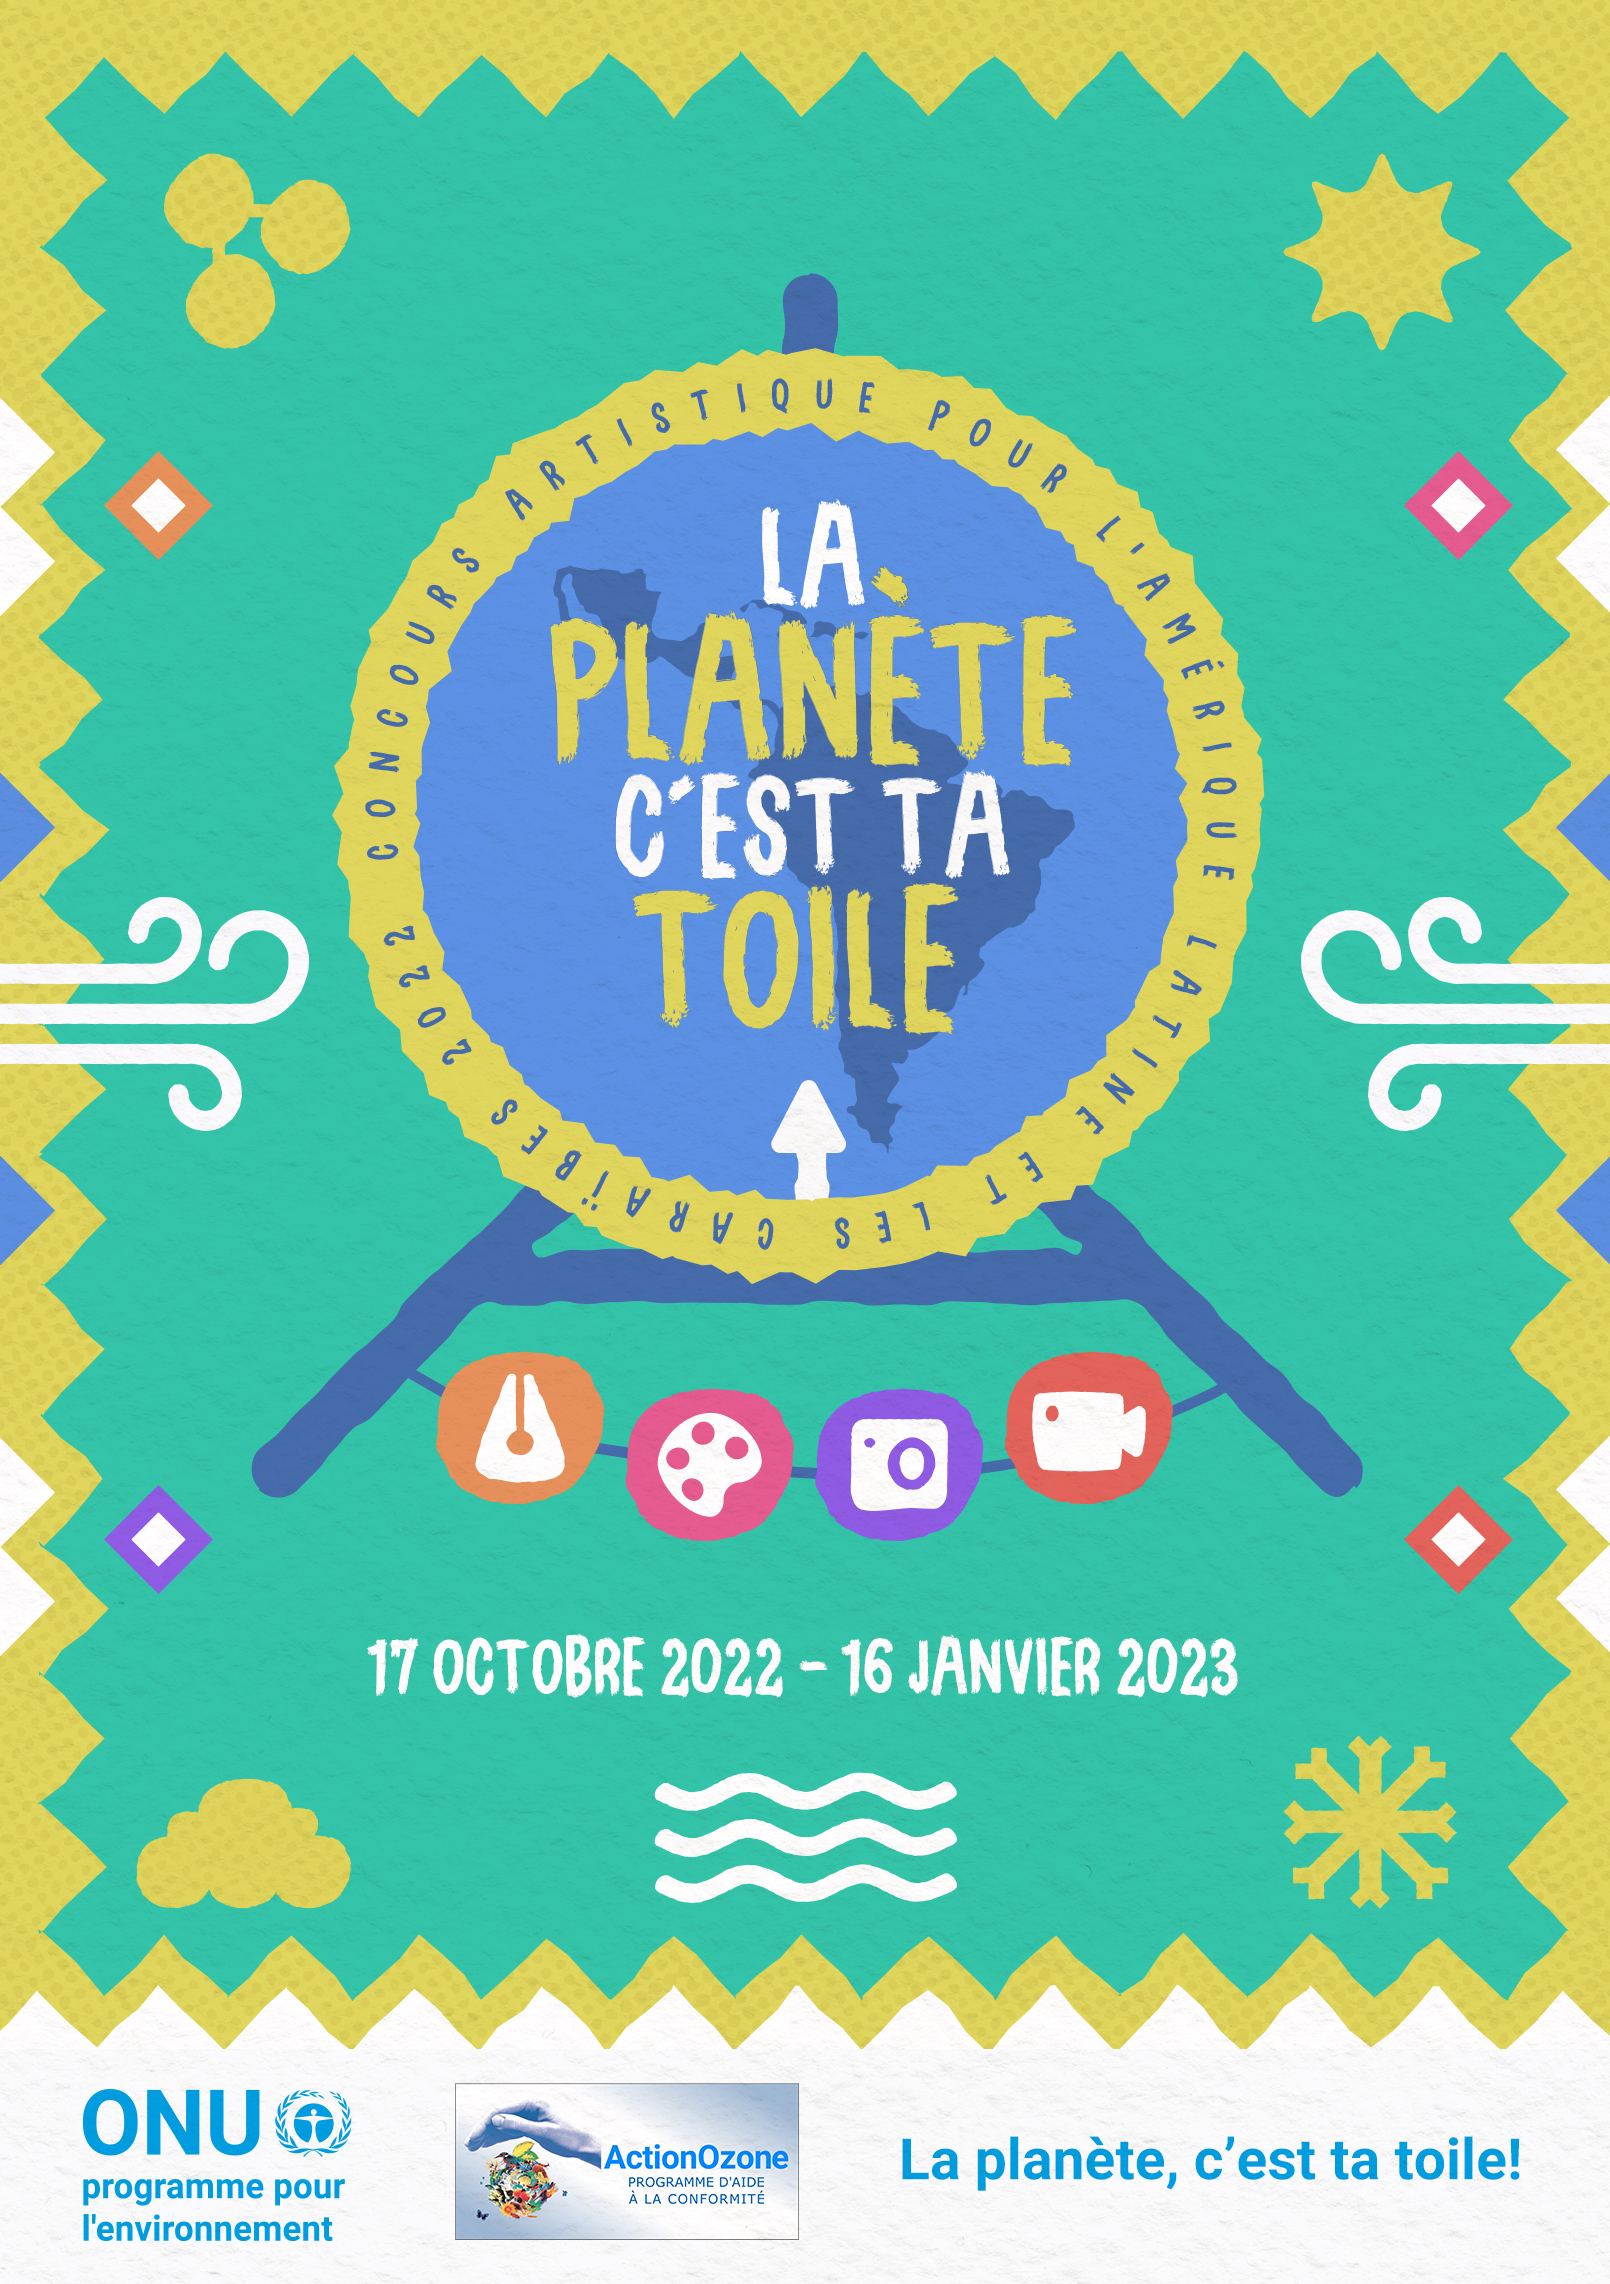 CONCOURS ARTISTIQUE POUR L'AMÉRIQUE LATINE ET LES CARAÏBES 2022
LA
PLANÈTE
C'EST TA
TOILE
17 OCTOBRE 2022 - 16 JANVIER 2023
ONU
programme pour
l'environnement
ActionOzone
PROGRAMME D'AIDE
À LA CONFORMITÉ
La planète, c'est ta toile!